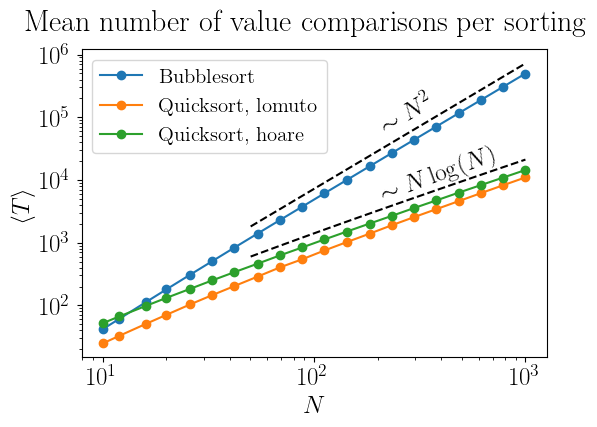 Mean number of value comparisons per sorting
10⁶
10⁵
10⁴
10³
10²
⟨T⟩
Bubblesort
Quicksort, lomuto
Quicksort, hoare
~ N²
~ N log(N)
10¹
10²
10³
N